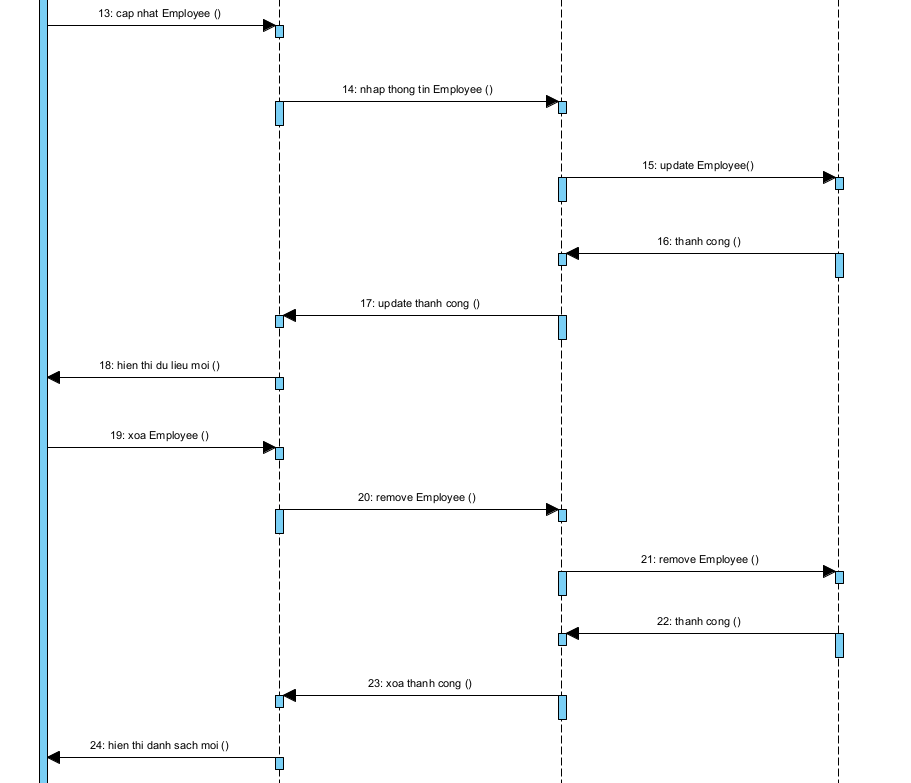 13: cap nhat Employee ()
14: nhap thong tin Employee ()
15: update Employee()
16: thanh cong ()
17: update thanh cong ()
18: hien thi du lieu moi ()
19: xoa Employee ()
20: remove Employee ()
21: remove Employee ()
22: thanh cong ()
23: xoa thanh cong ()
24: hien thi danh sach moi ()